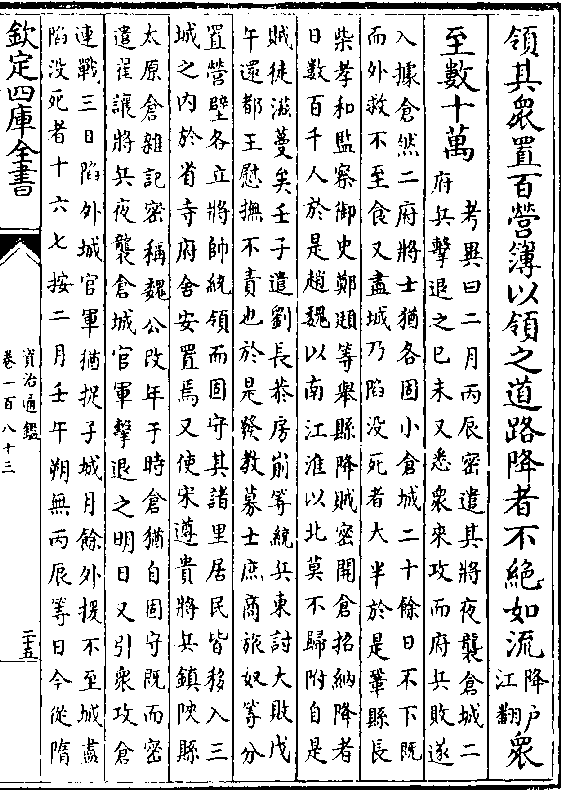 領其衆置百營簿以領之道路降者不絕如流降户江翻衆
至數十萬考異曰二月丙辰密遣其將夜襲倉城二
府兵擊退之已未又悉衆來攻而府兵敗遂
入據倉然二府將士猶各固小倉城二十餘日不下既
而外救不至食又盡城乃陷没死者大半於是鞏縣長
柴孝和監察御史鄭頲等舉縣降賊密開倉招納降者
日數百千人於是趙魏以南江淮以北莫不歸附自是
賊徒滋蔓矣壬子遣劉長恭房崱等統兵東討大敗戊
午還都王慰撫不責也於是發教募士庶商旅奴等分
置營壁各立將帥統領而固守其諸里居民皆移入三
城之内於省寺府舍安置焉又使宋遵貴將兵鎮陝縣
太原倉雜記密稱魏公改年于時倉猶自固守既而密
遣翟讓將兵夜襲倉城官軍擊退之明日又引衆攻倉
連戰三日陷外城官軍猶捉子城月餘外援不至城盡
陷没死者十六七按二月壬午朔無丙辰等日今從隋
欽定四庫全書
資治通鑑
卷一百八十三
二十五